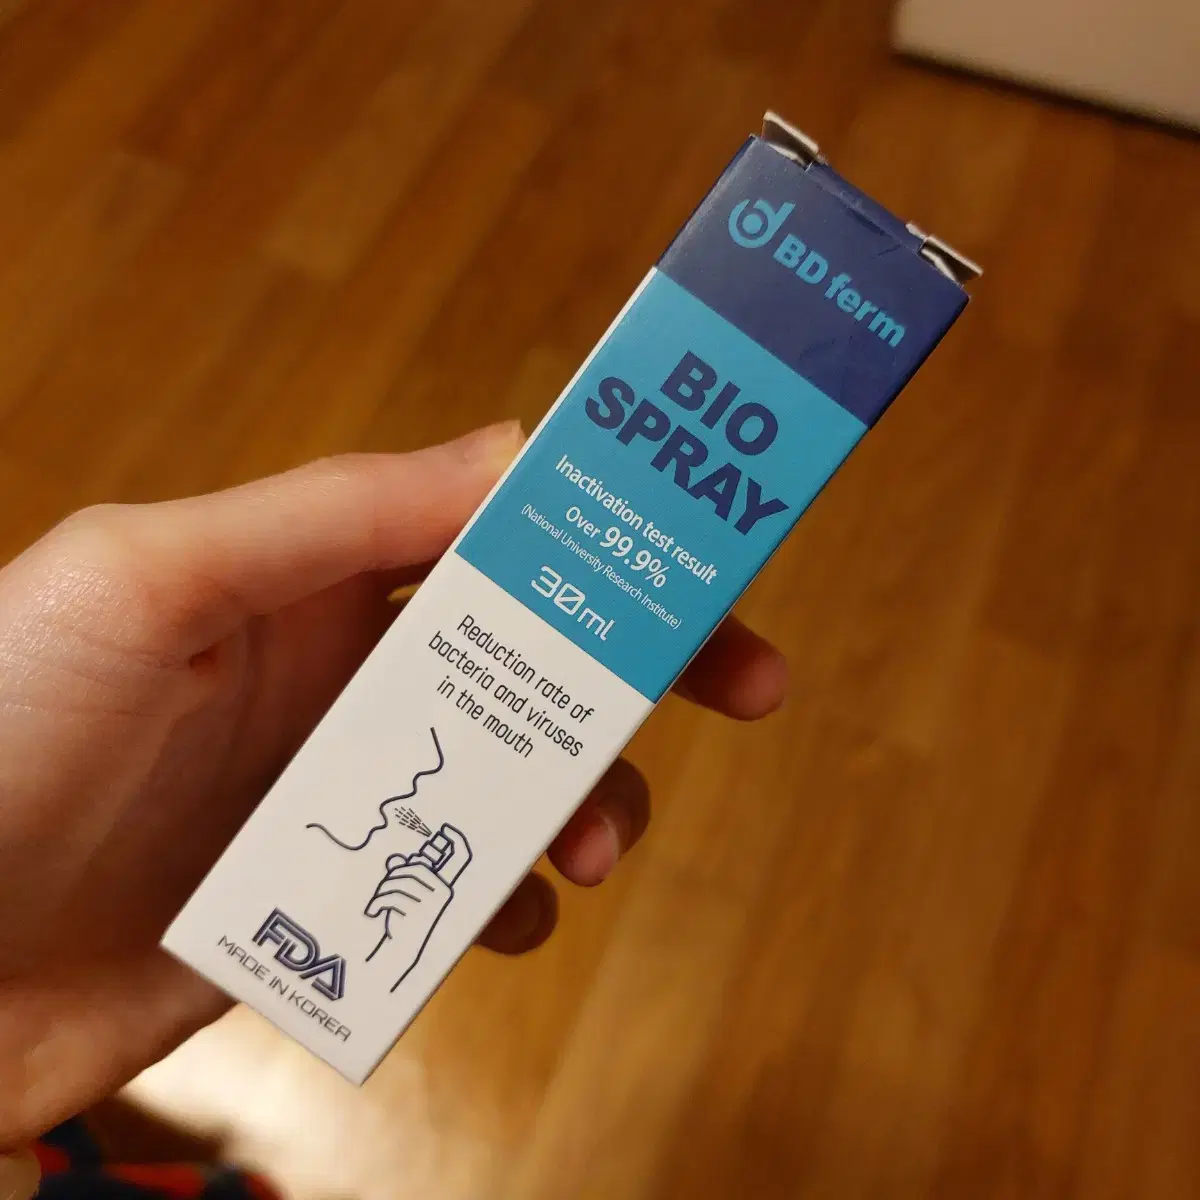 BD ferm
BIO
SPRAY
Inactivation test result
Over 99.9%
(National University Research Institute)
30ml
Reduction rate of
bacteria and viruses
in the mouth
FDA
MADE IN KOREA